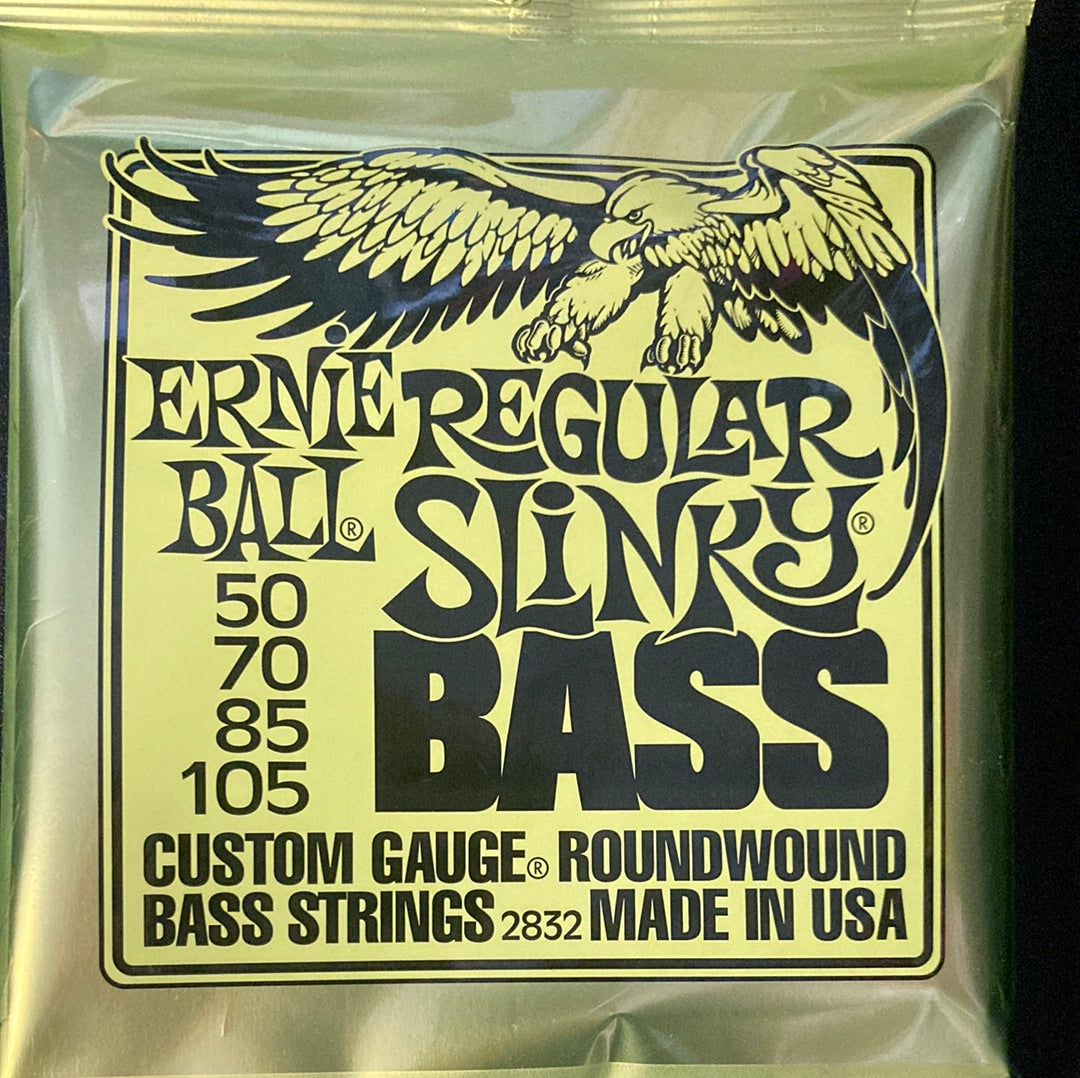 ERNiE
BALL®
REGULAR
SLiNKY®
BASS
50
70
85
105
CUSTOM GAUGE® ROUNDWOUND
BASS STRINGS 2832 MADE IN USA